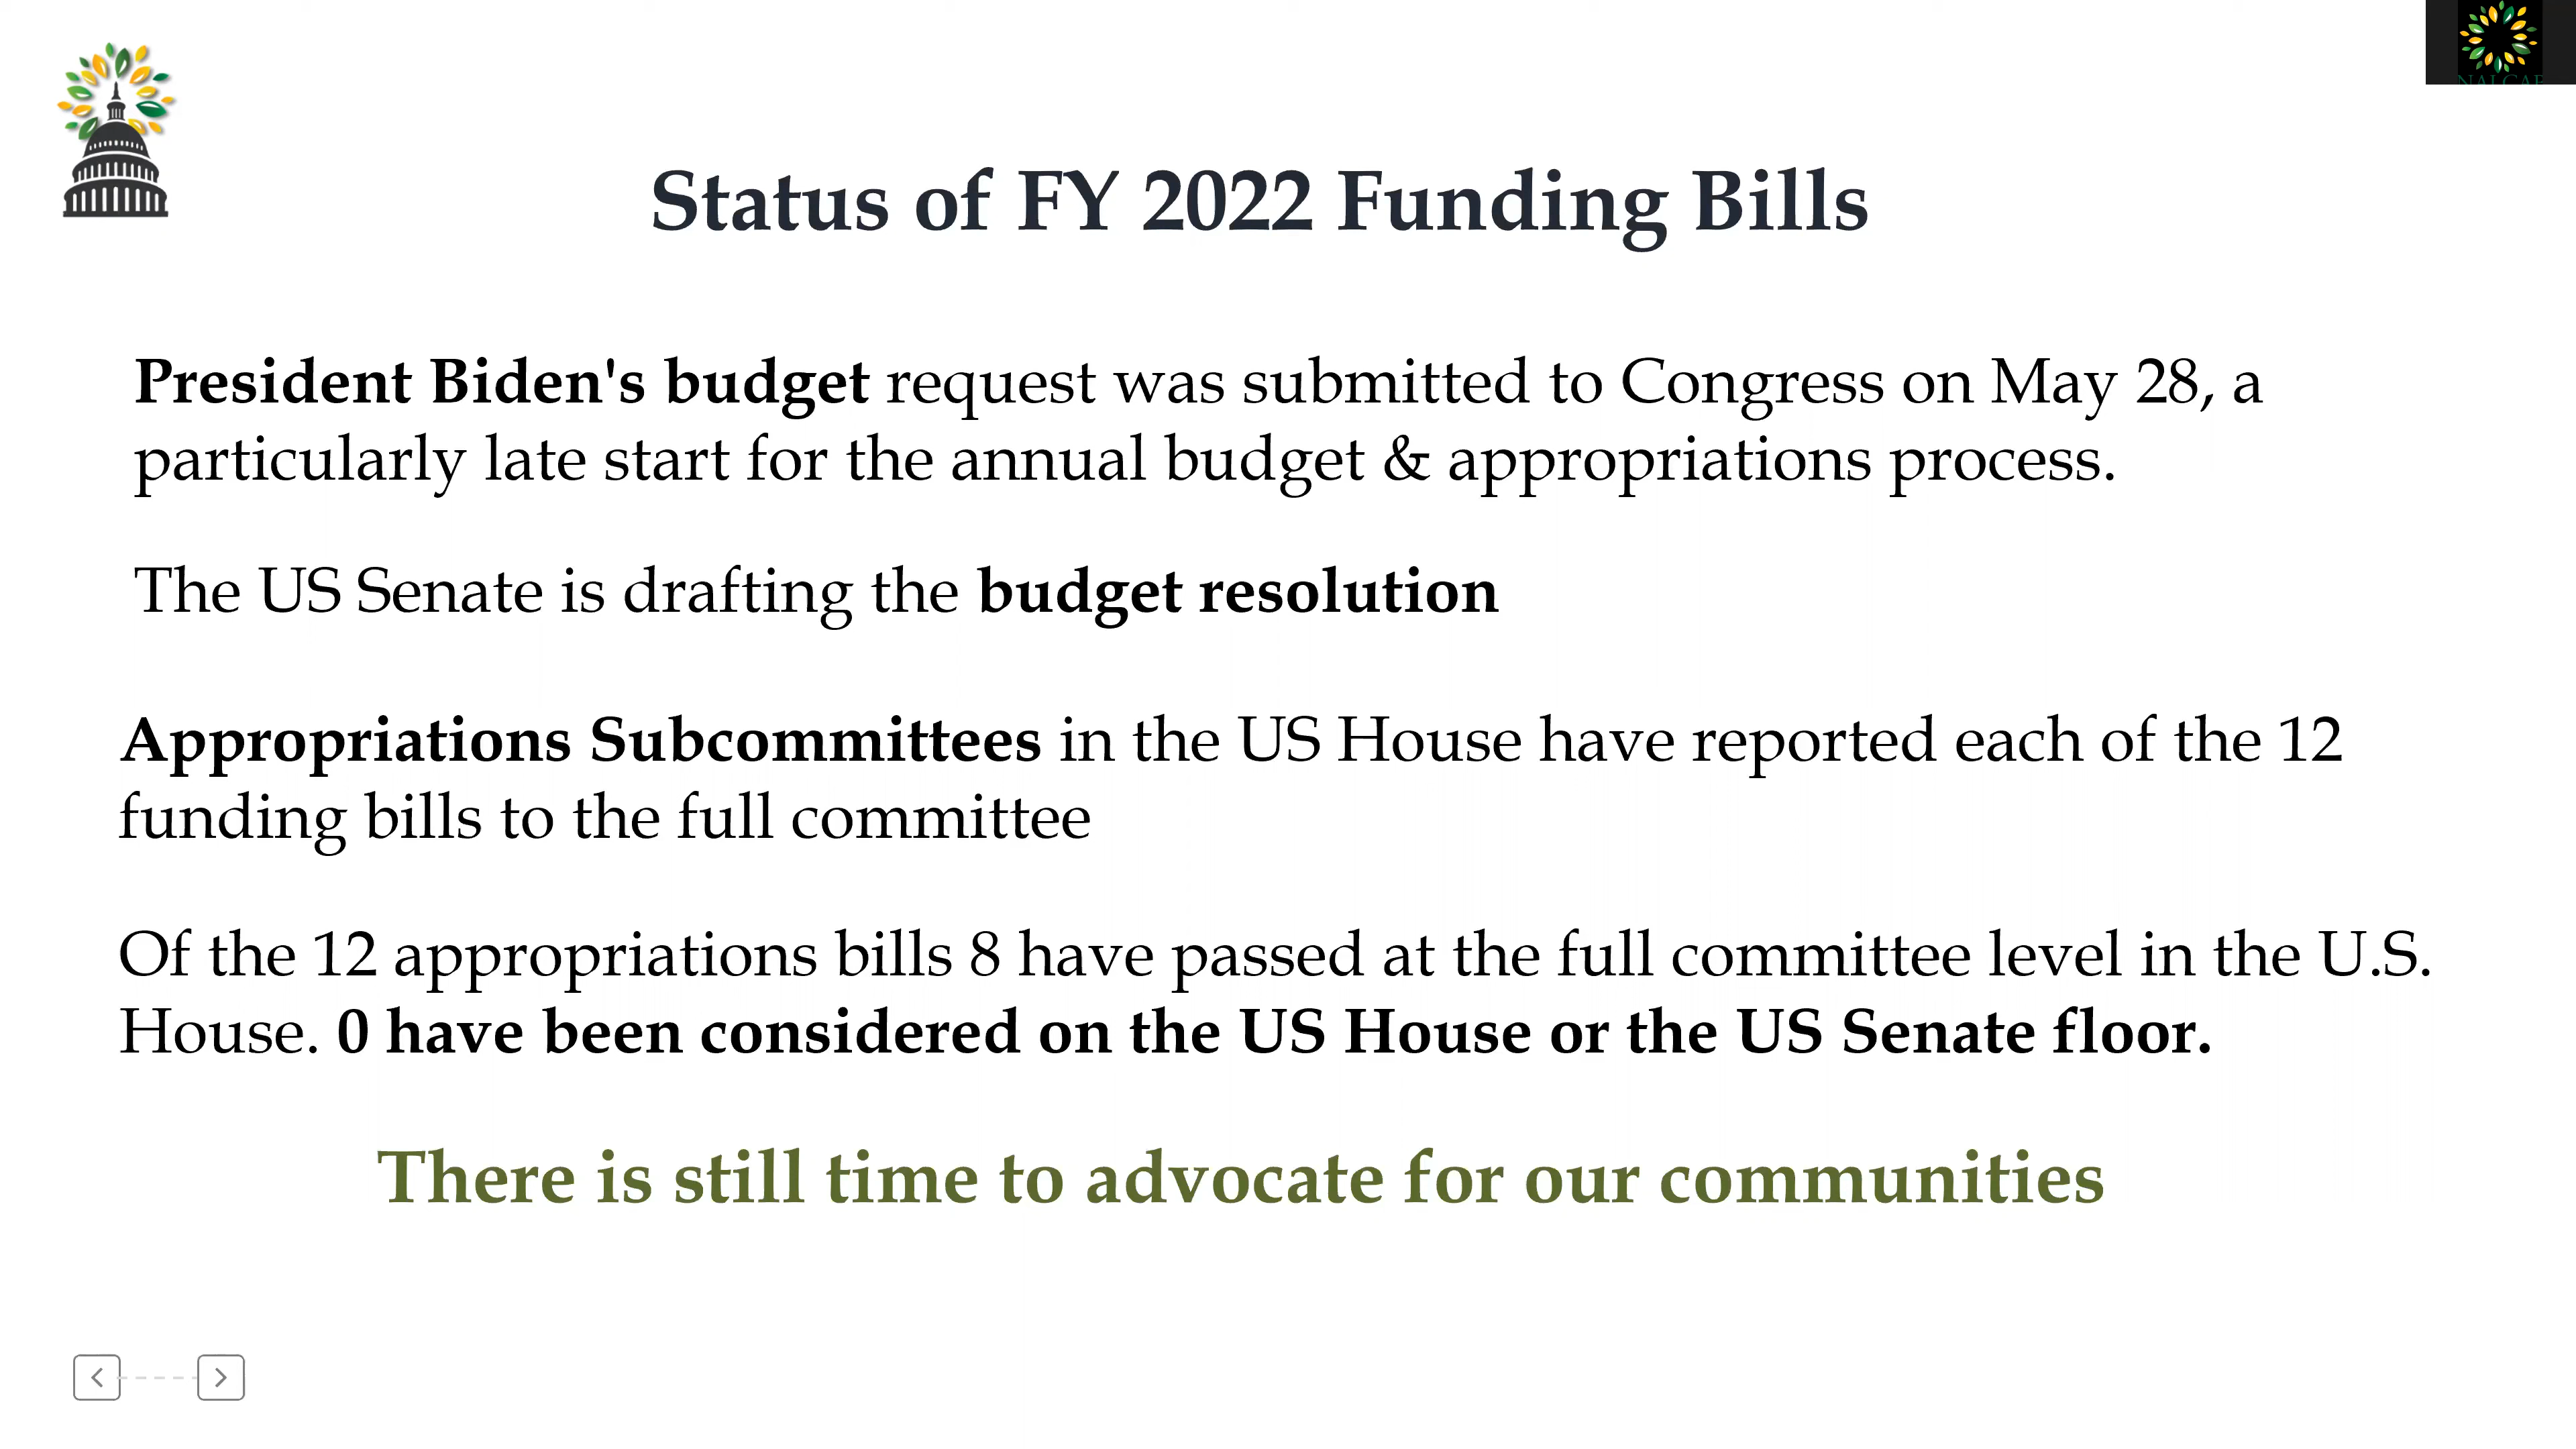 Status of FY 2022 Funding Bills
President Biden's budget request was submitted to Congress on May 28, a
particularly late start for the annual budget & appropriations process.
The US Senate is drafting the budget resolution
Appropriations Subcommittees in the US House have reported each of the 12
funding bills to the full committee
Of the 12 appropriations bills 8 have passed at the full committee level in the U.S.
House. 0 have been considered on the US House or the US Senate floor.
There is still time to advocate for our communities